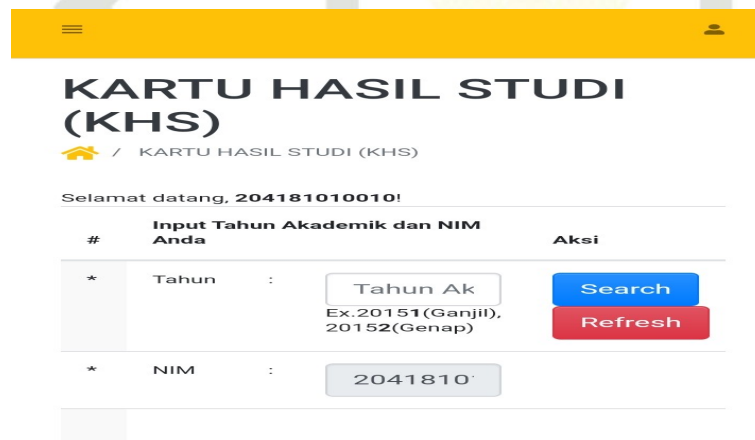 KARTU HASIL STUDI
(KHS)
/ KARTU HASIL STUDI (KHS)
Selamat datang, 204181010010!
# Input Tahun Akademik dan NIM Anda Aksi
* Tahun : Tahun Ak Search
Ex.20151(Ganjil), Refresh
20152(Genap)
* NIM : 2041810